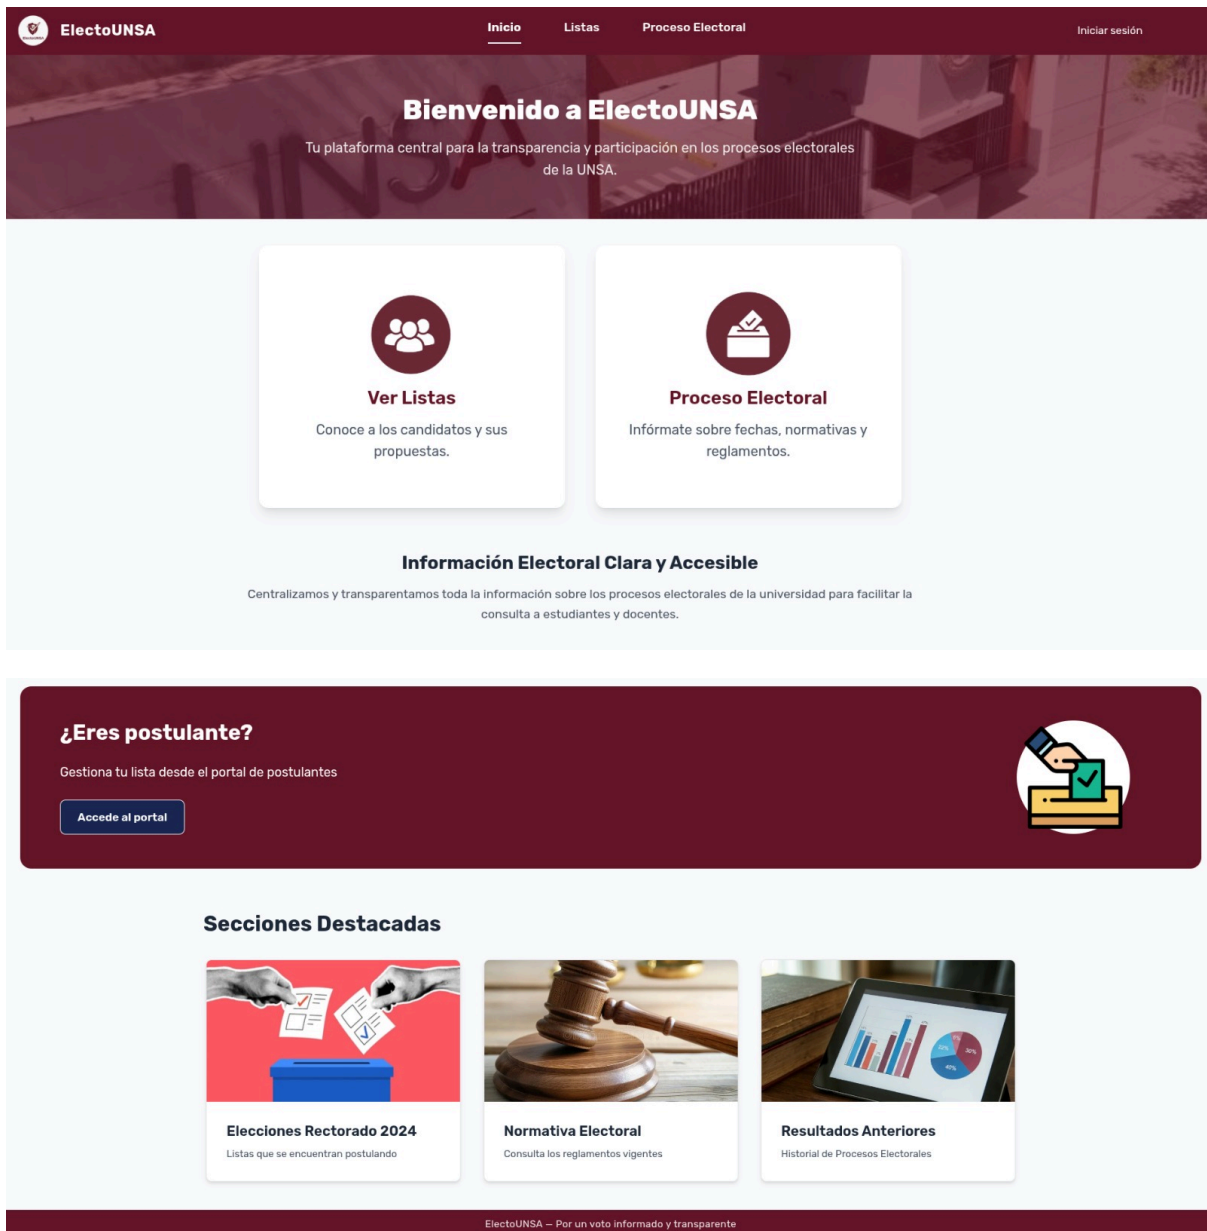 ElectoUNSA
Inicio
Listas
Proceso Electoral
Iniciar sesión
UNSA
Bienvenido a ElectoUNSA
Tu plataforma central para la transparencia y participación en los procesos electorales
de la UNSA.
Ver Listas
Conoce a los candidatos y sus
propuestas.
Proceso Electoral
Infórmate sobre fechas, normativas y
reglamentos.
Información Electoral Clara y Accesible
Centralizamos y transparentamos toda la información sobre los procesos electorales de la universidad para facilitar la
consulta a estudiantes y docentes.
¿Eres postulante?
Gestiona tu lista desde el portal de postulantes
Accede al portal
Secciones Destacadas
Elecciones Rectorado 2024
Listas que se encuentran postulando
Normativa Electoral
Consulta los reglamentos vigentes
Resultados Anteriores
Historial de Procesos Electorales
ElectoUNSA — Por un voto informado y transparente